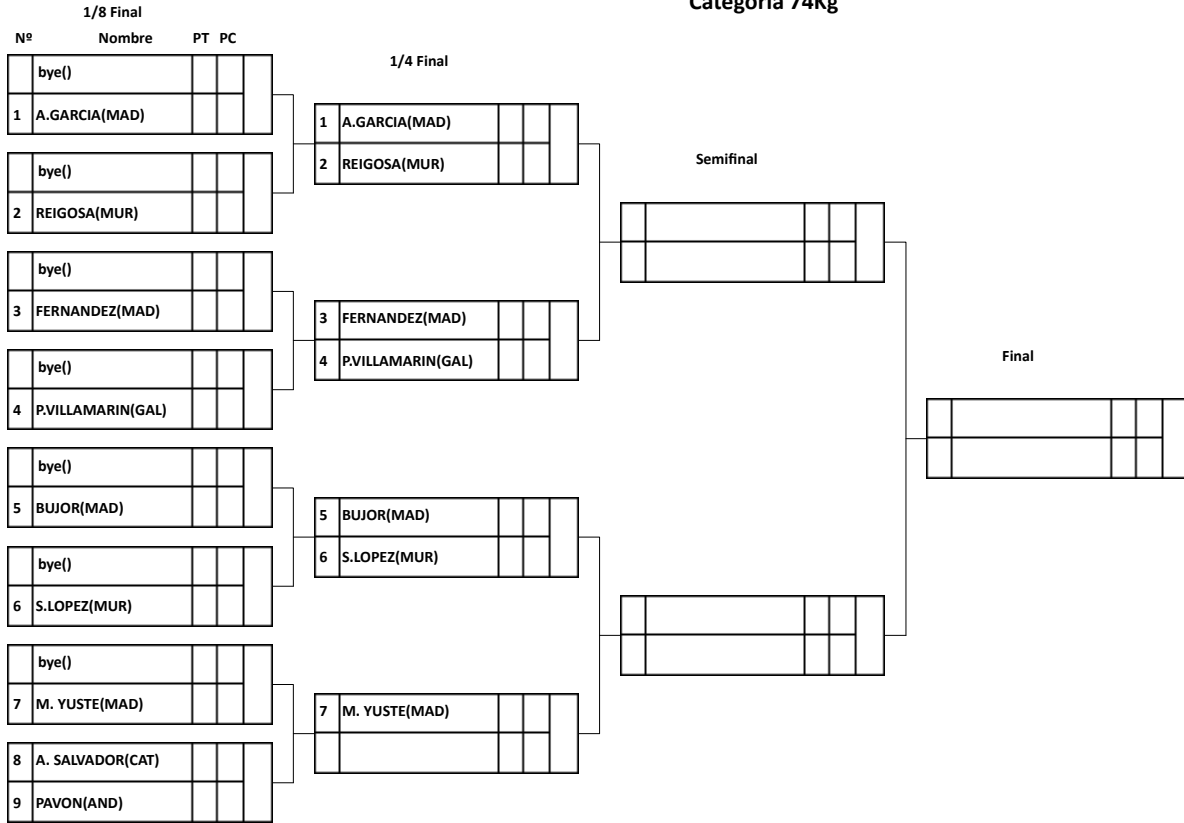 Categoría 74Kg
1/8 Final
Nº Nombre PT PC
bye()
1 A.GARCIA(MAD)
bye()
2 REIGOSA(MUR)
bye()
3 FERNANDEZ(MAD)
bye()
4 P.VILLAMARIN(GAL)
bye()
5 BUJOR(MAD)
bye()
6 S.LOPEZ(MUR)
bye()
7 M. YUSTE(MAD)
8 A. SALVADOR(CAT)
9 PAVON(AND)
1/4 Final
1 A.GARCIA(MAD)
2 REIGOSA(MUR)
3 FERNANDEZ(MAD)
4 P.VILLAMARIN(GAL)
5 BUJOR(MAD)
6 S.LOPEZ(MUR)
7 M. YUSTE(MAD)
Semifinal
Final